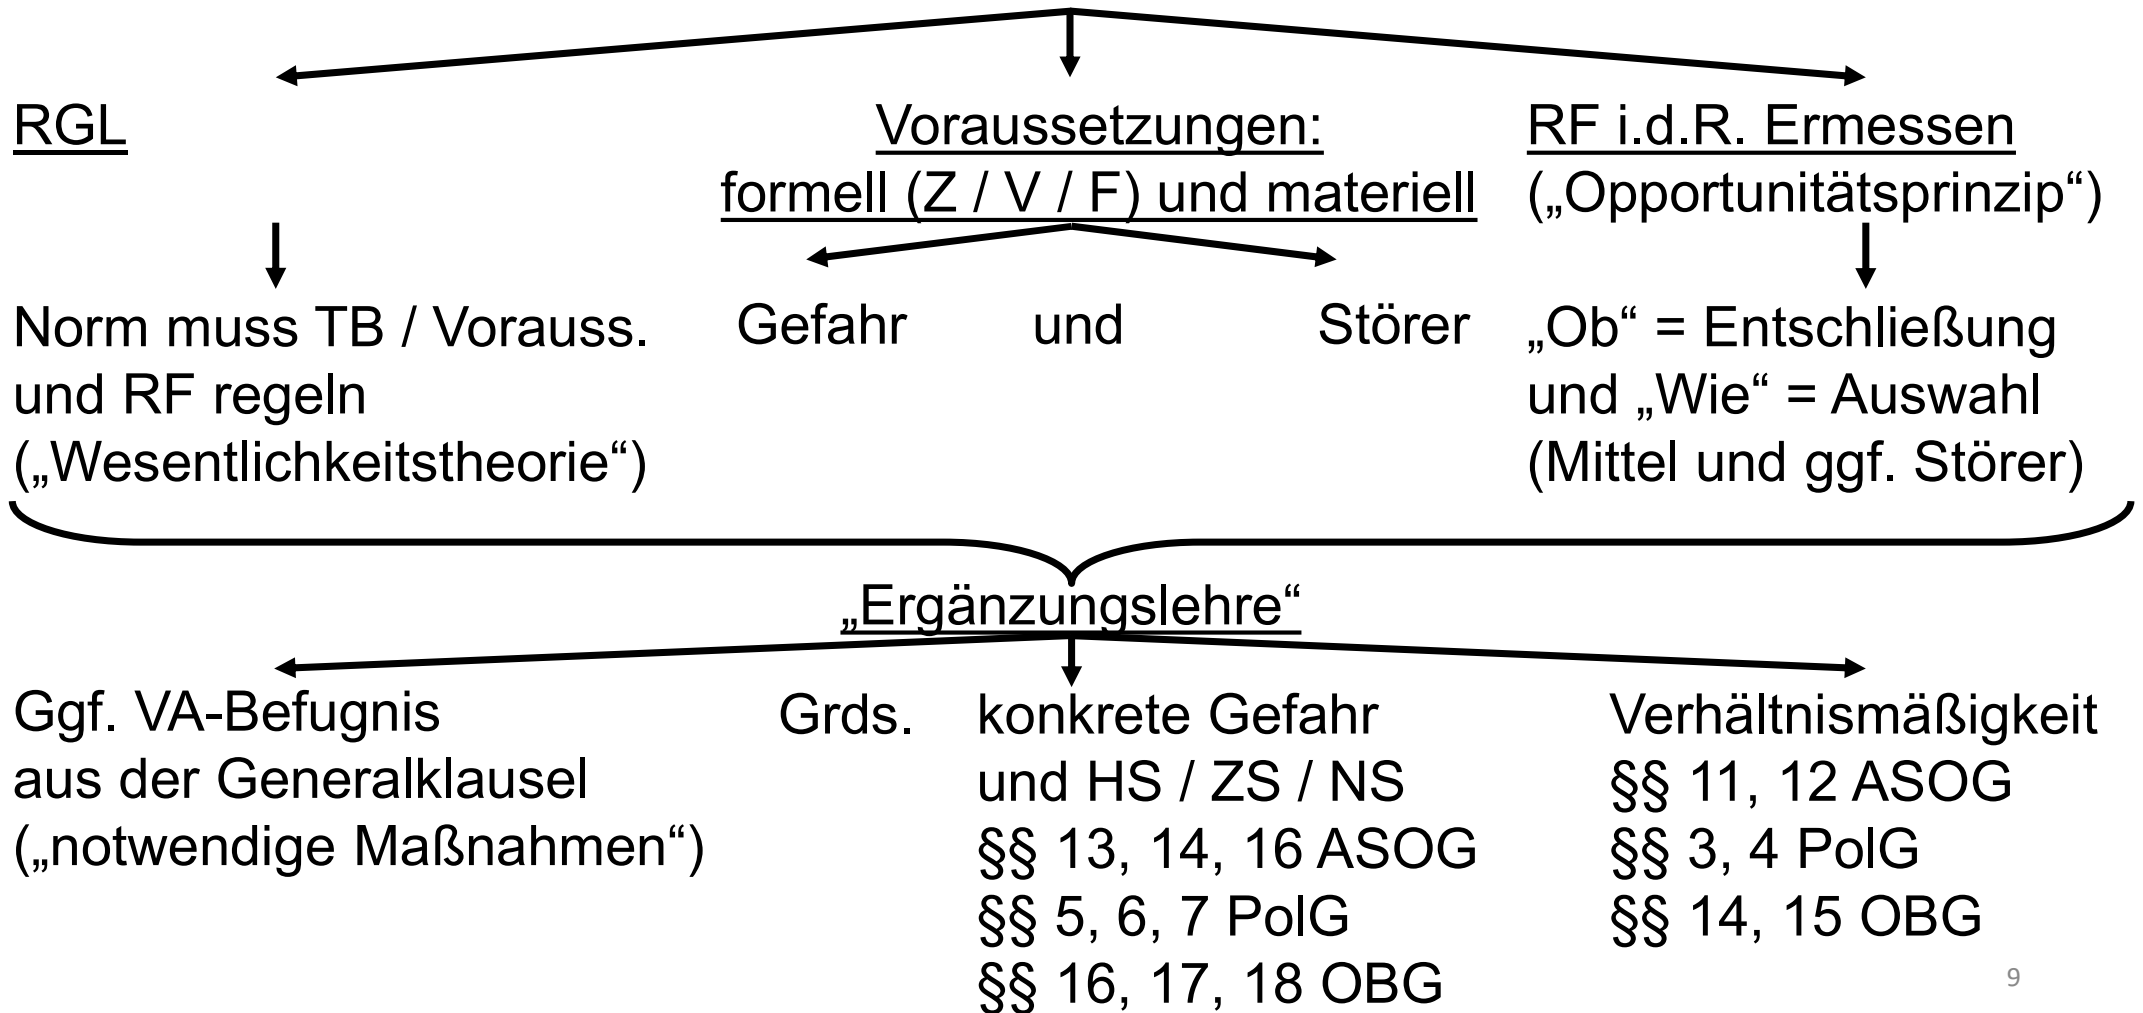 RGL
Voraussetzungen:
formell (Z / V / F) und materiell
RF i.d.R. Ermessen
(„Opportunitätsprinzip“)
Norm muss TB / Vorauss.
und RF regeln
(„Wesentlichkeitstheorie“)
Gefahr und Störer
„Ob“ = Entschließung
und „Wie“ = Auswahl
(Mittel und ggf. Störer)
„Ergänzungslehre“
Ggf. VA-Befugnis
aus der Generalklausel
(„notwendige Maßnahmen“)
Grds. konkrete Gefahr
und HS / ZS / NS
§§ 13, 14, 16 ASOG
§§ 5, 6, 7 PolG
§§ 16, 17, 18 OBG
Verhältnismäßigkeit
§§ 11, 12 ASOG
§§ 3, 4 PolG
§§ 14, 15 OBG
9